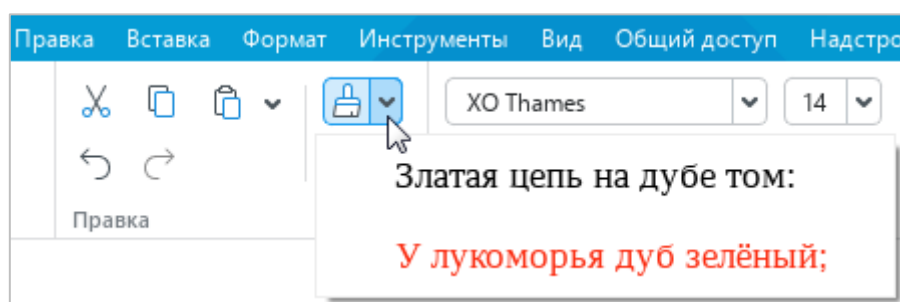 Правка Вставка Формат Инструменты Вид Общий доступ Надстро
XO Thames 14
Златая цепь на дубе том:
Правка
У лукоморья дуб зелёный;